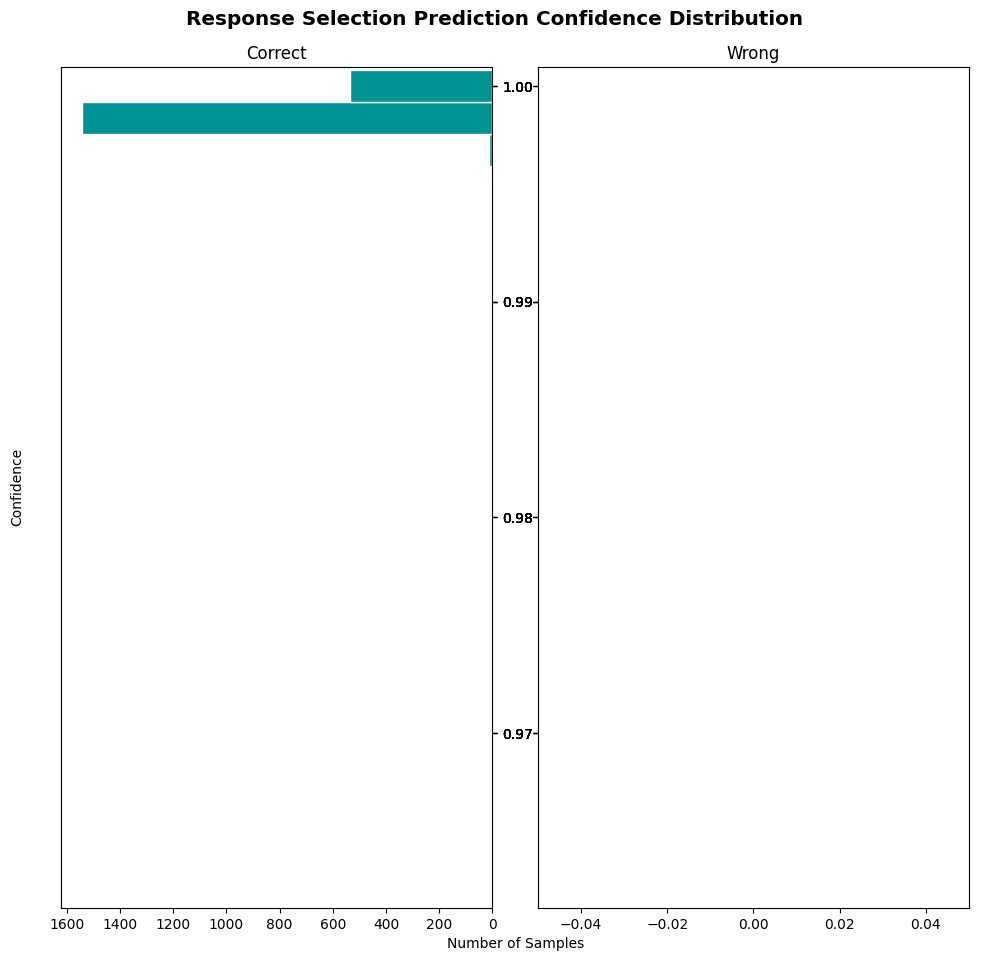 Response Selection Prediction Confidence Distribution
Correct
Wrong
1.00
0.99
0.98
0.97
Confidence
1600 1400 1200 1000 800 600 400 200 0
−0.04 −0.02 0.00 0.02 0.04
Number of Samples